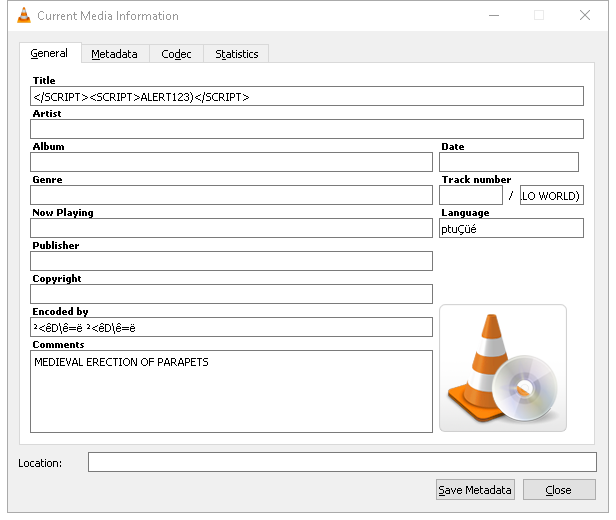 Current Media Information
General Metadata Codec Statistics
Title
</SCRIPT><SCRIPT>ALERT123)</SCRIPT>
Artist
Album Date
Genre Track number
/ .LO WORLD)
Now Playing Language
ptuÇüé
Publisher
Copyright
Encoded by
²<êD\ê=ë ²<êD\ê=ë
Comments
MEDIEVAL ERECTION OF PARAPETS
Location:
Save Metadata Close